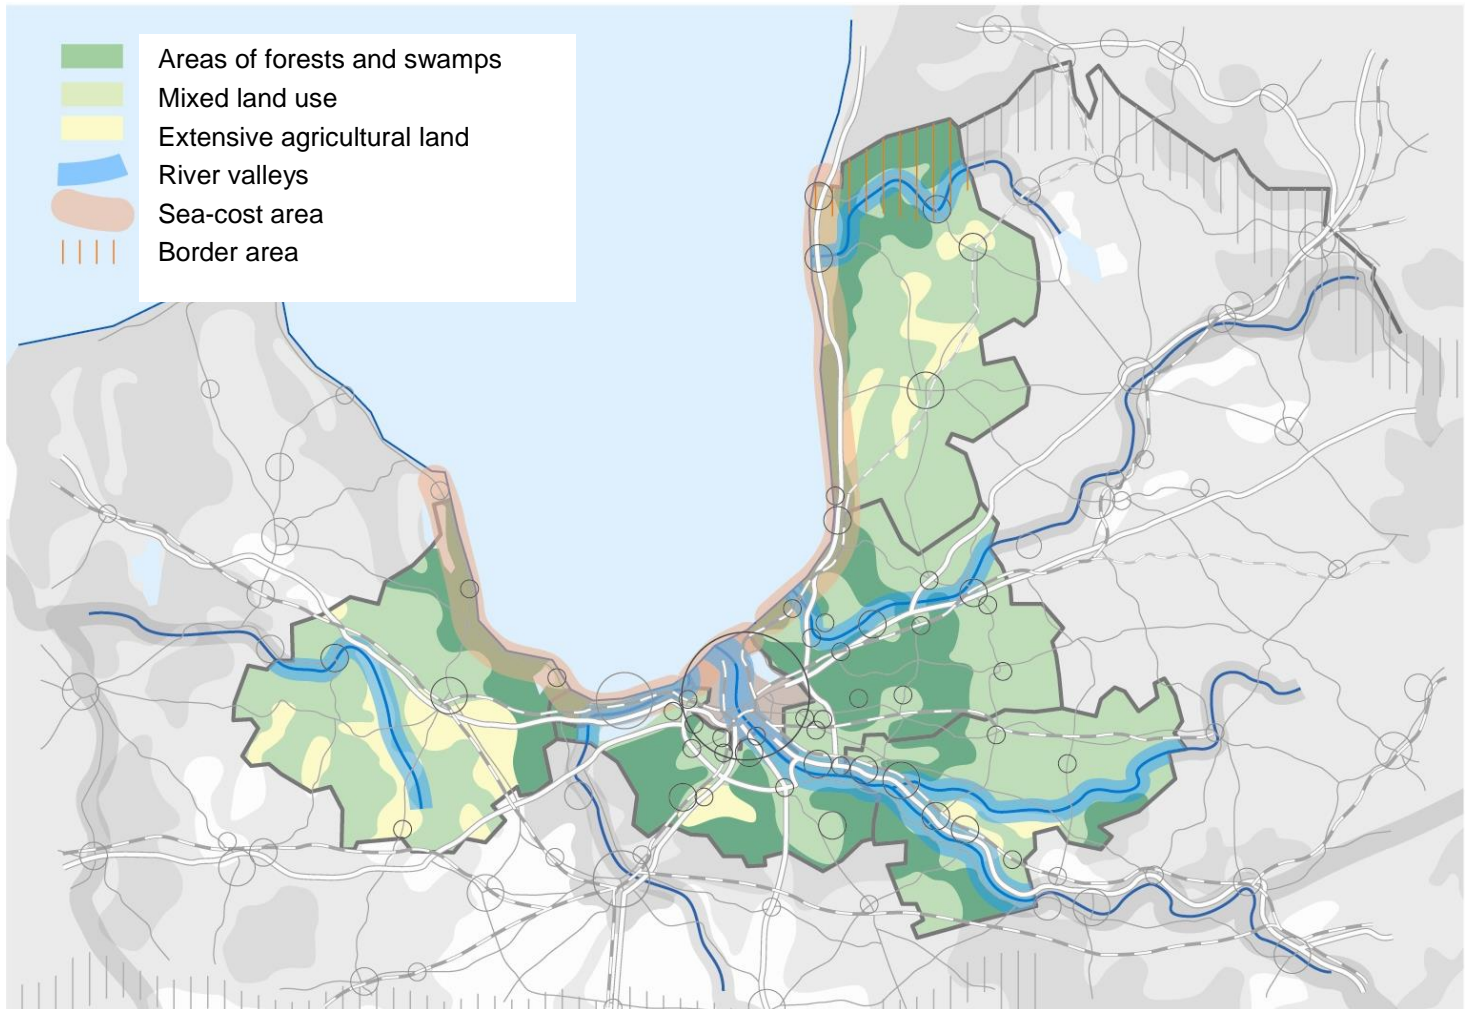 Areas of forests and swamps
Mixed land use
Extensive agricultural land
River valleys
Sea-cost area
Border area